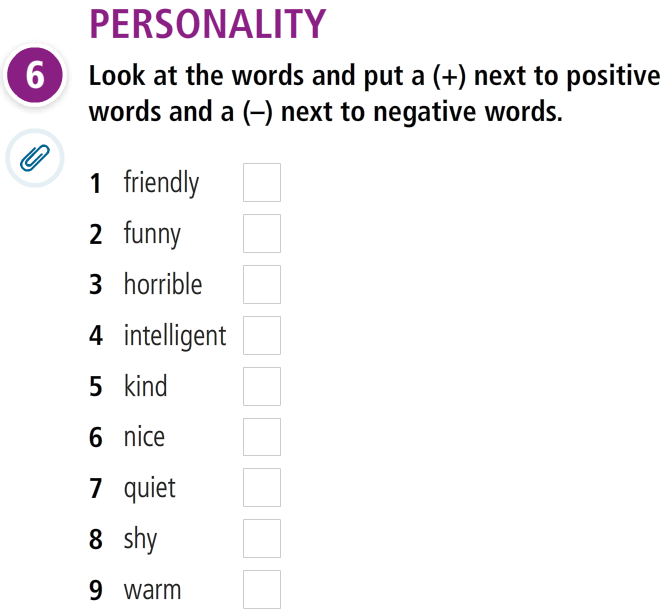 PERSONALITY
6 Look at the words and put a (+) next to positive
words and a (–) next to negative words.
1 friendly
2 funny
3 horrible
4 intelligent
5 kind
6 nice
7 quiet
8 shy
9 warm